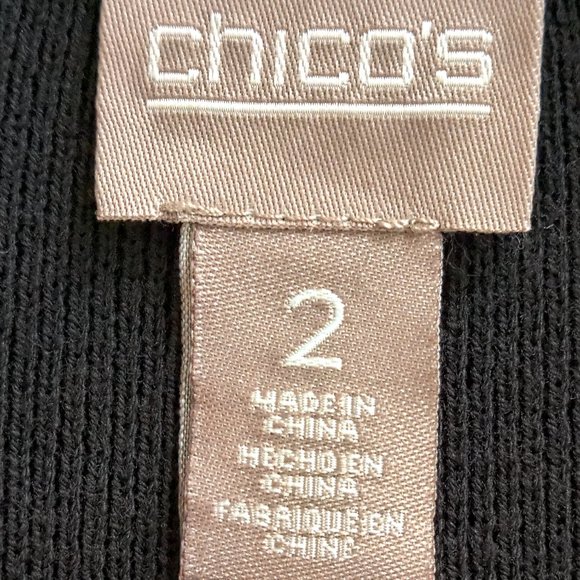 chico's
2
MADE IN
CHINA
HECHO EN
CHINA
FABRIQUE EN
CHINE